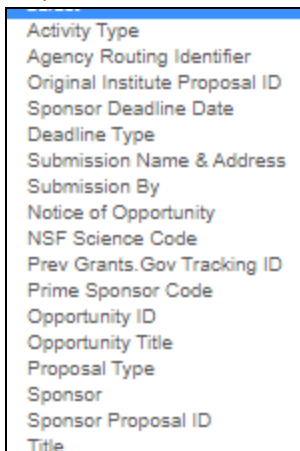 Activity Type
Agency Routing Identifier
Original Institute Proposal ID
Sponsor Deadline Date
Deadline Type
Submission Name & Address
Submission By
Notice of Opportunity
NSF Science Code
Prev Grants.Gov Tracking ID
Prime Sponsor Code
Opportunity ID
Opportunity Title
Proposal Type
Sponsor
Sponsor Proposal ID
Title